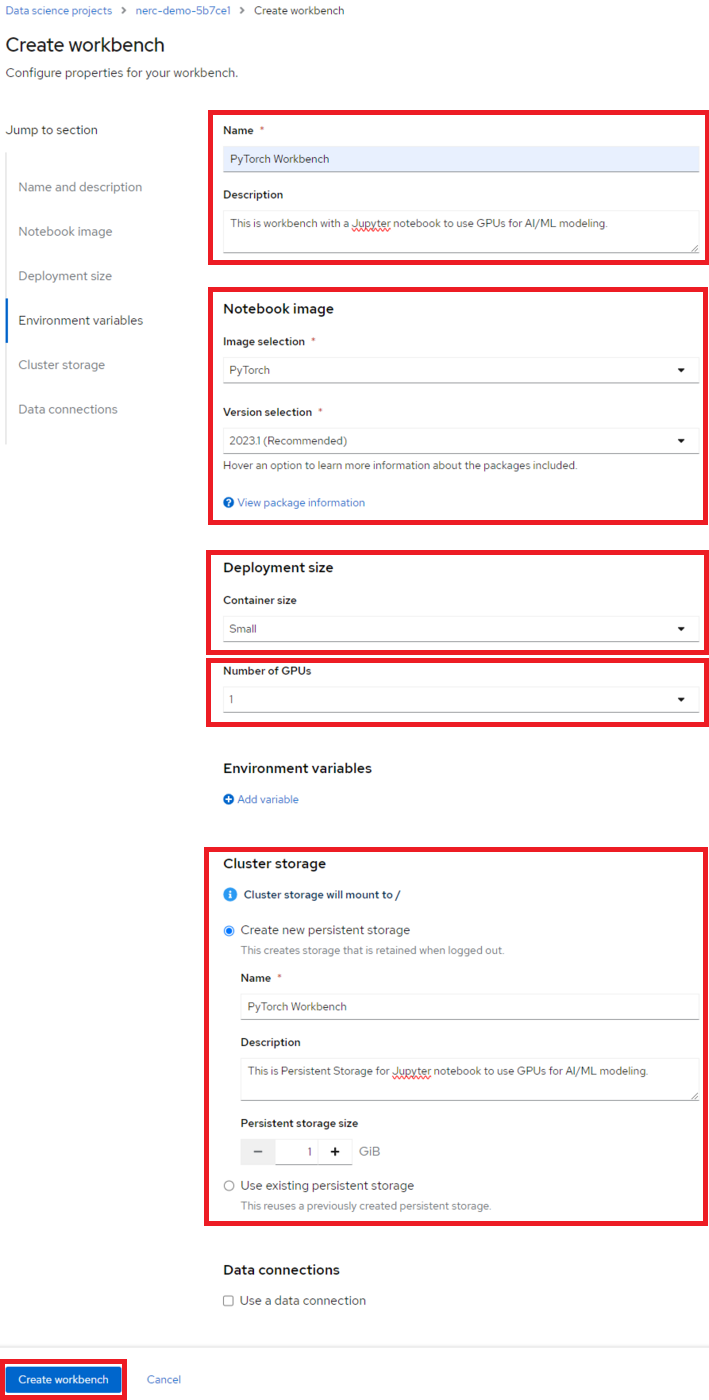 Data science projects > nerc-demo-5b7ce1 > Create workbench
Create workbench
Configure properties for your workbench.
Jump to section
Name and description
Notebook image
Deployment size
Environment variables
Cluster storage
Data connections
Name *
PyTorch Workbench
Description
This is workbench with a Jupyter notebook to use GPUs for AI/ML modeling.
Notebook image
Image selection *
PyTorch
Version selection *
2023.1 (Recommended)
Hover an option to learn more information about the packages included.
View package information
Deployment size
Container size
Small
Number of GPUs
1
Environment variables
Add variable
Cluster storage
Cluster storage will mount to /
Create new persistent storage
This creates storage that is retained when logged out.
Name *
PyTorch Workbench
Description
This is Persistent Storage for Jupyter notebook to use GPUs for AI/ML modeling.
Persistent storage size
− 1 + GiB
Use existing persistent storage
This reuses a previously created persistent storage.
Data connections
Use a data connection
Create workbench Cancel